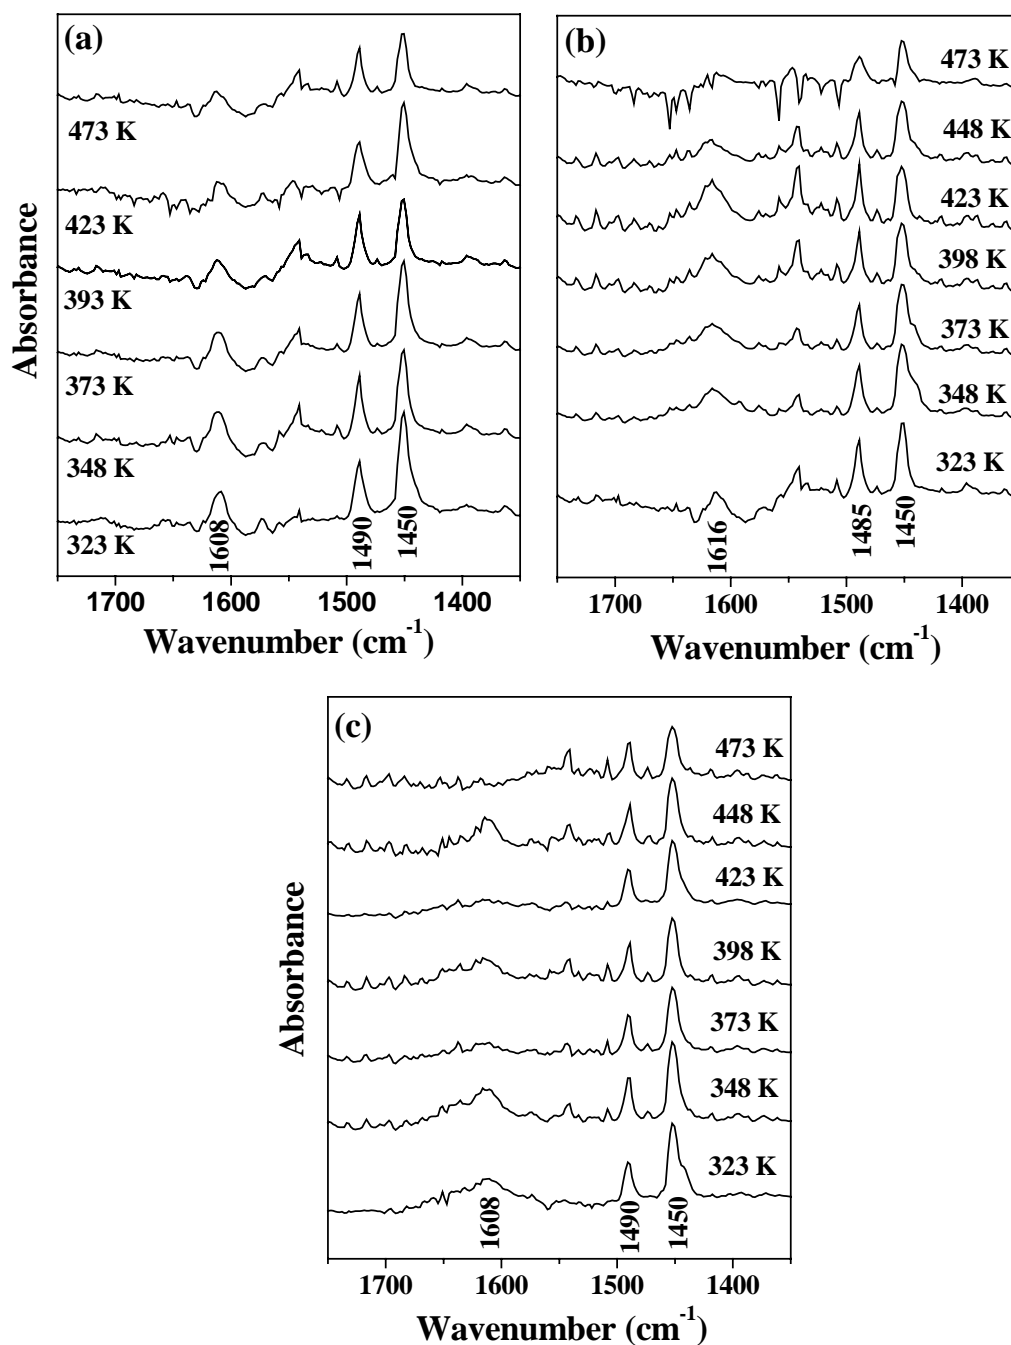 (a)
Absorbance
473 K
423 K
393 K
373 K
348 K
323 K
1608
1490
1450
1700 1600 1500 1400
Wavenumber (cm-1)
(b)
473 K
448 K
423 K
398 K
373 K
348 K
323 K
1616
1485
1450
1700 1600 1500 1400
Wavenumber (cm-1)
(c)
Absorbance
473 K
448 K
423 K
398 K
373 K
348 K
323 K
1608
1490
1450
1700 1600 1500 1400
Wavenumber (cm-1)